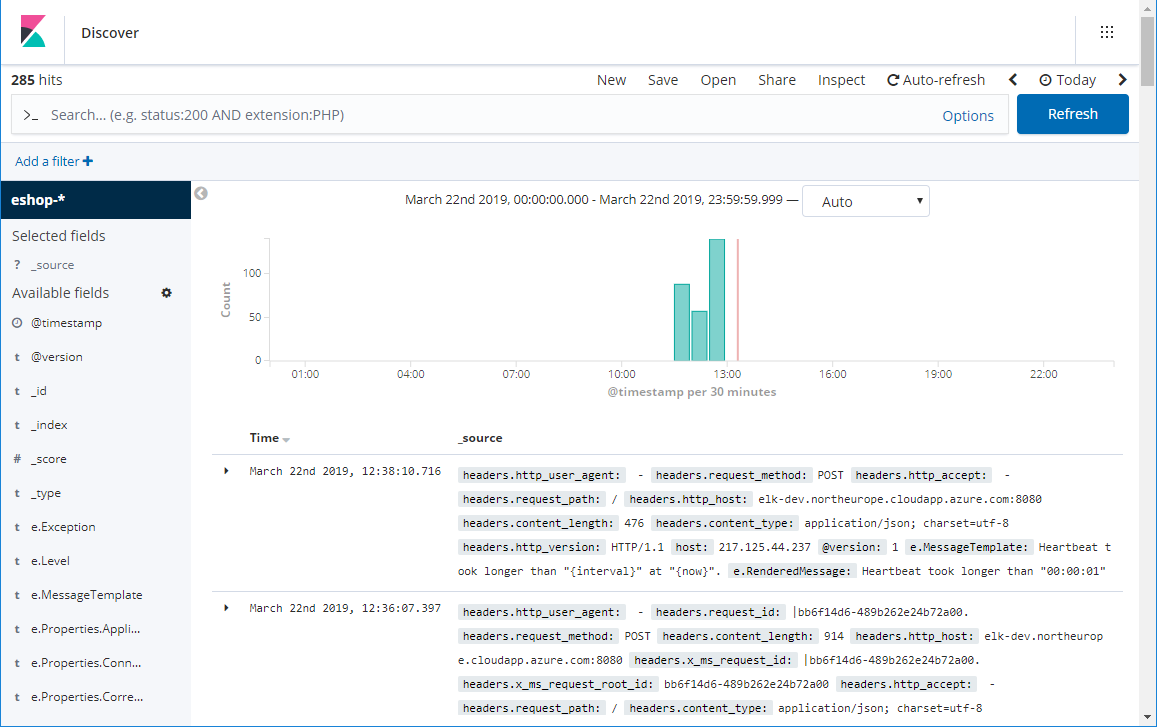 Discover
285 hits
New Save Open Share Inspect Auto-refresh Today
>_ Search... (e.g. status:200 AND extension:PHP) Options Refresh
Add a filter +
eshop-*
March 22nd 2019, 00:00:00.000 - March 22nd 2019, 23:59:59.999 — Auto
Selected fields
? _source
Available fields
@timestamp
t @version
t _id
t _index
# _score
t _type
t e.Exception
t e.Level
t e.MessageTemplate
t e.Properties.Appli...
t e.Properties.Conn...
t e.Properties.Corre...
Count
100
50
0
01:00 04:00 07:00 10:00 13:00 16:00 19:00 22:00
@timestamp per 30 minutes
Time _source
March 22nd 2019, 12:38:10.716
headers.http_user_agent: - headers.request_method: POST headers.http_accept: -
headers.request_path: / headers.http_host: elk-dev.northeurope.cloudapp.azure.com:8080
headers.content_length: 476 headers.content_type: application/json; charset=utf-8
headers.http_version: HTTP/1.1 host: 217.125.44.237 @version: 1 e.MessageTemplate: Heartbeat t
ook longer than "{interval}" at "{now}". e.RenderedMessage: Heartbeat took longer than "00:00:01"
March 22nd 2019, 12:36:07.397
headers.http_user_agent: - headers.request_id: |bb6f14d6-489b262e24b72a00.
headers.request_method: POST headers.content_length: 914 headers.http_host: elk-dev.northeurop
e.cloudapp.azure.com:8080 headers.x_ms_request_id: |bb6f14d6-489b262e24b72a00.
headers.x_ms_request_root_id: bb6f14d6-489b262e24b72a00 headers.http_accept: -
headers.request_path: / headers.content_type: application/json; charset=utf-8